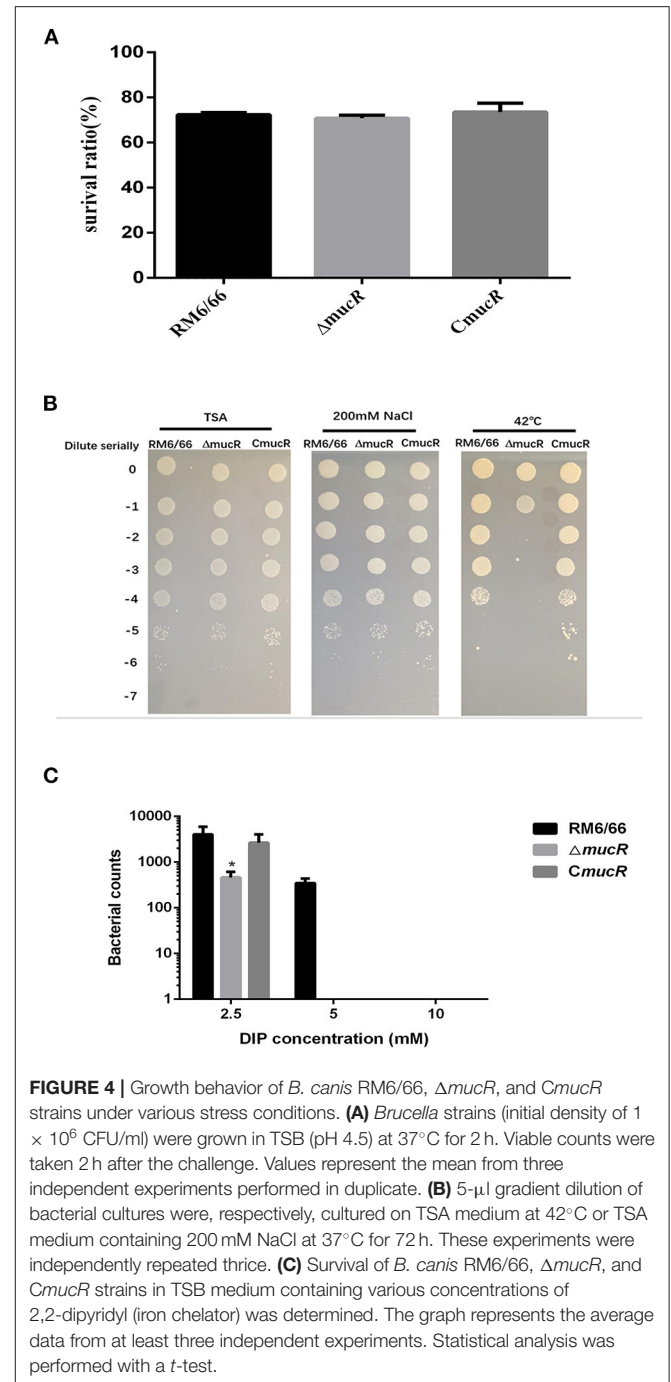 A
surival ratio(%)
100
80
60
40
20
0
RM6/66
ΔmucR
CmucR
B
TSA
200mM NaCl
42°C
Dilute serially RM6/66 ΔmucR CmucR RM6/66 ΔmucR CmucR RM6/66 ΔmucR CmucR
0
-1
-2
-3
-4
-5
-6
-7
C
Bacterial counts
10000
1000
100
10
1
*
2.5 5 10
DIP concentration (mM)
RM6/66
△mucR
CmucR
FIGURE 4 | Growth behavior of B. canis RM6/66, ΔmucR, and CmucR
strains under various stress conditions. (A) Brucella strains (initial density of 1
× 10⁶ CFU/ml) were grown in TSB (pH 4.5) at 37°C for 2 h. Viable counts were
taken 2 h after the challenge. Values represent the mean from three
independent experiments performed in duplicate. (B) 5-μl gradient dilution of
bacterial cultures were, respectively, cultured on TSA medium at 42°C or TSA
medium containing 200 mM NaCl at 37°C for 72 h. These experiments were
independently repeated thrice. (C) Survival of B. canis RM6/66, ΔmucR, and
CmucR strains in TSB medium containing various concentrations of
2,2-dipyridyl (iron chelator) was determined. The graph represents the average
data from at least three independent experiments. Statistical analysis was
performed with a t-test.